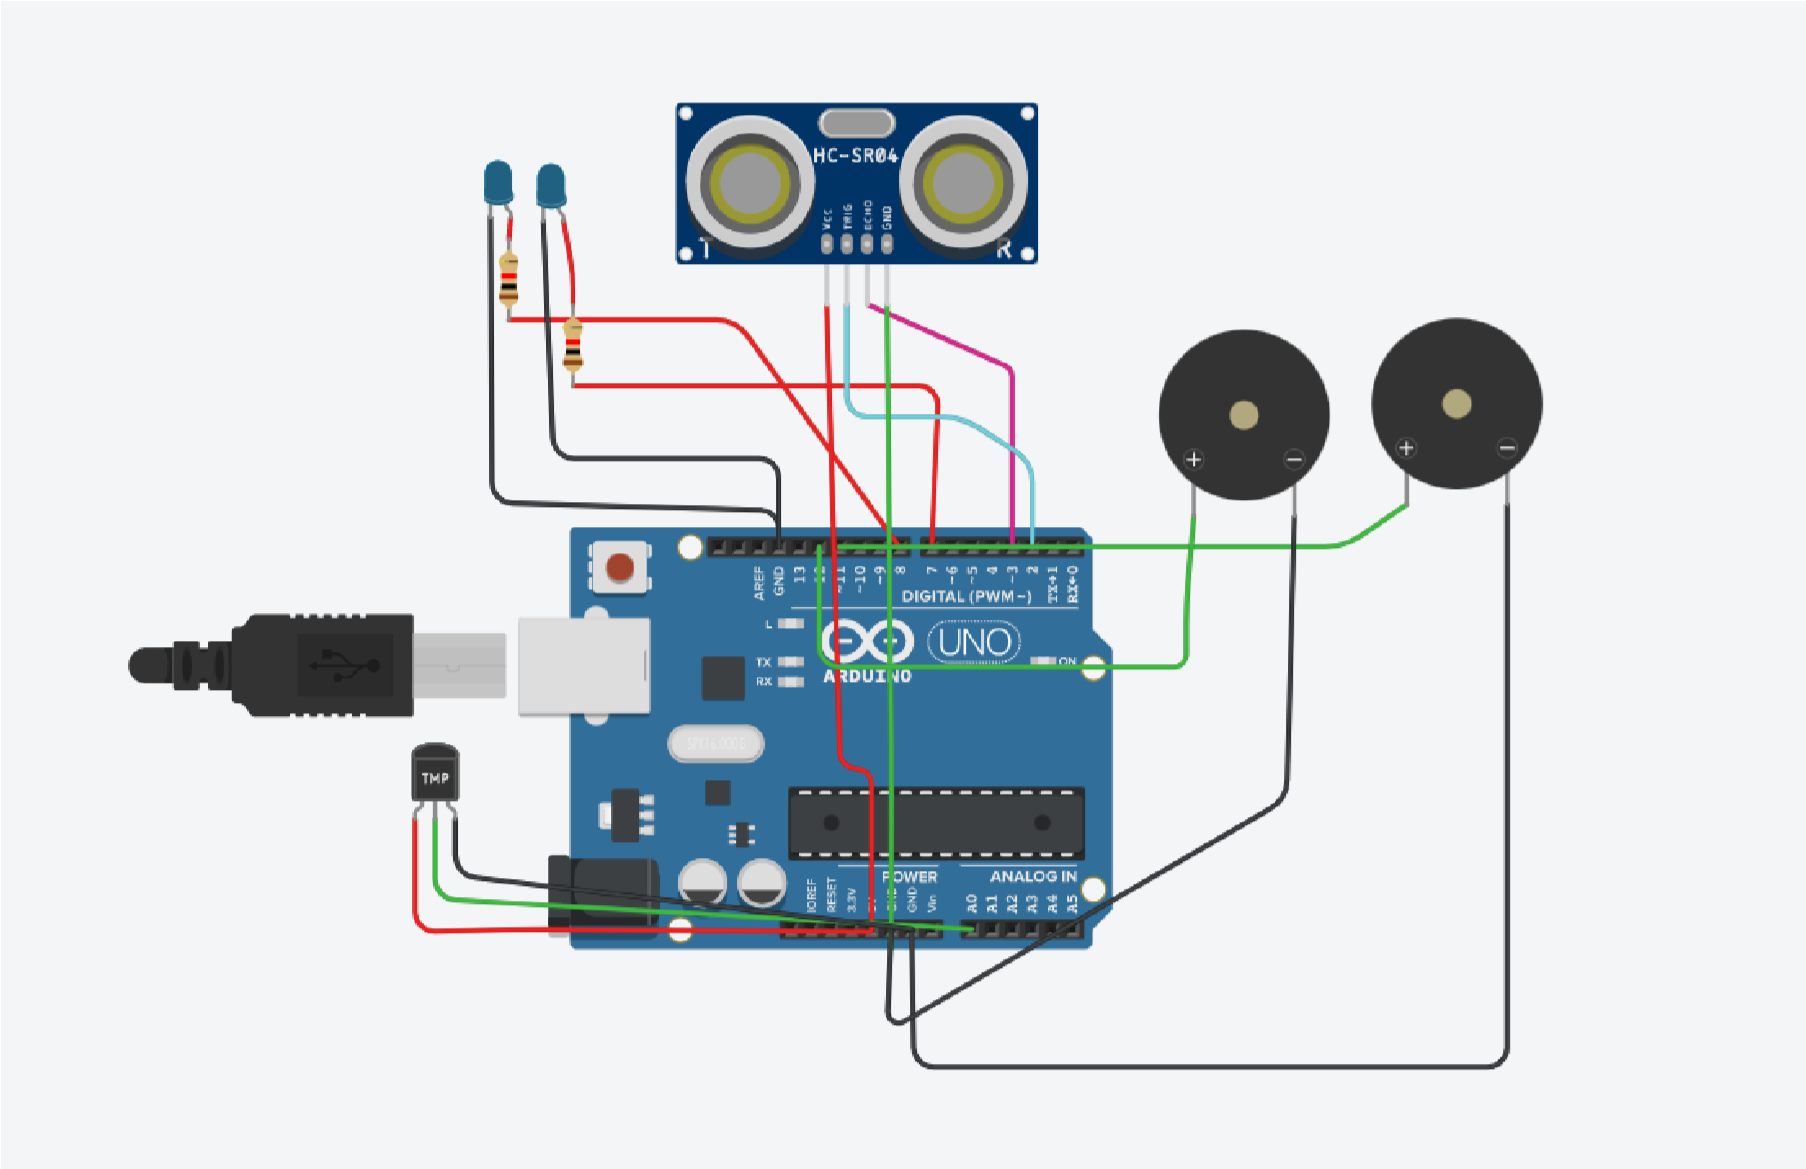 HC-SR04
VCC
TRIG
ECHO
GND
T
R
+
−
+
−
AREF
GND
13
~11
~10
~9
8
7
~6
~5
4
~3
2
TX→1
RX←0
DIGITAL (PWM~)
L
TX
RX
UNO
ON
ARDUINO
TMP
POWER
ANALOG IN
IOREF
RESET
3.3V
GND
Vin
A0
A1
A2
A3
A4
A5